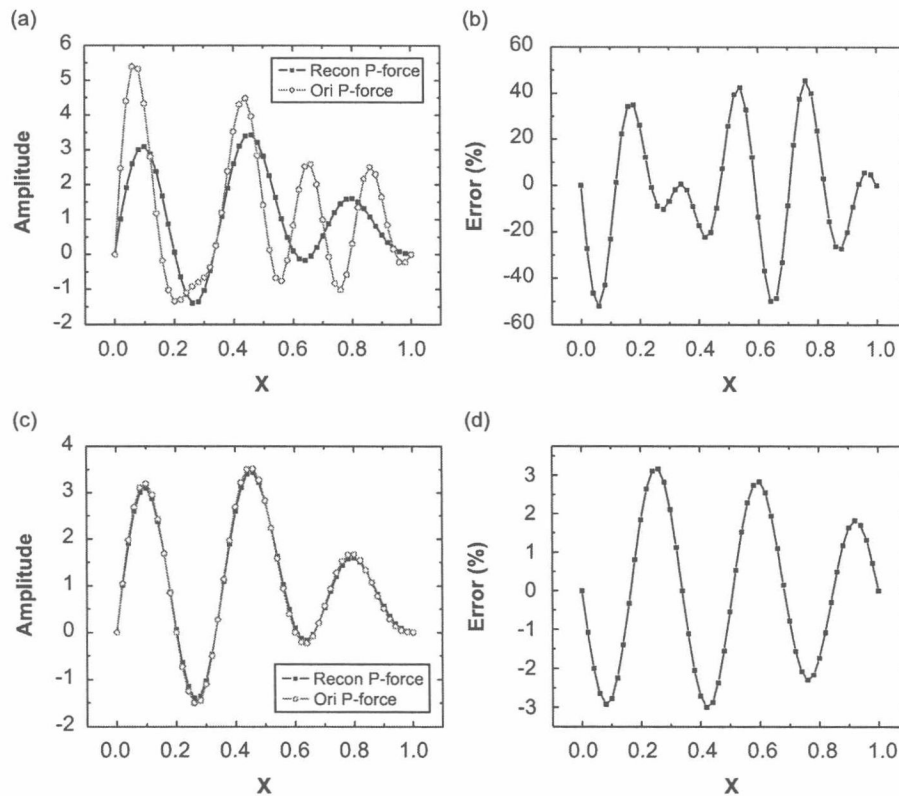 (a)
6
5
4
3
2
1
0
-1
-2
Amplitude
Recon P-force
Ori P-force
0.0 0.2 0.4 0.6 0.8 1.0
X
(b)
60
40
20
0
-20
-40
-60
Error (%)
0.0 0.2 0.4 0.6 0.8 1.0
X
(c)
4
3
2
1
0
-1
-2
Amplitude
Recon P-force
Ori P-force
0.0 0.2 0.4 0.6 0.8 1.0
X
(d)
3
2
1
0
-1
-2
-3
Error (%)
0.0 0.2 0.4 0.6 0.8 1.0
X